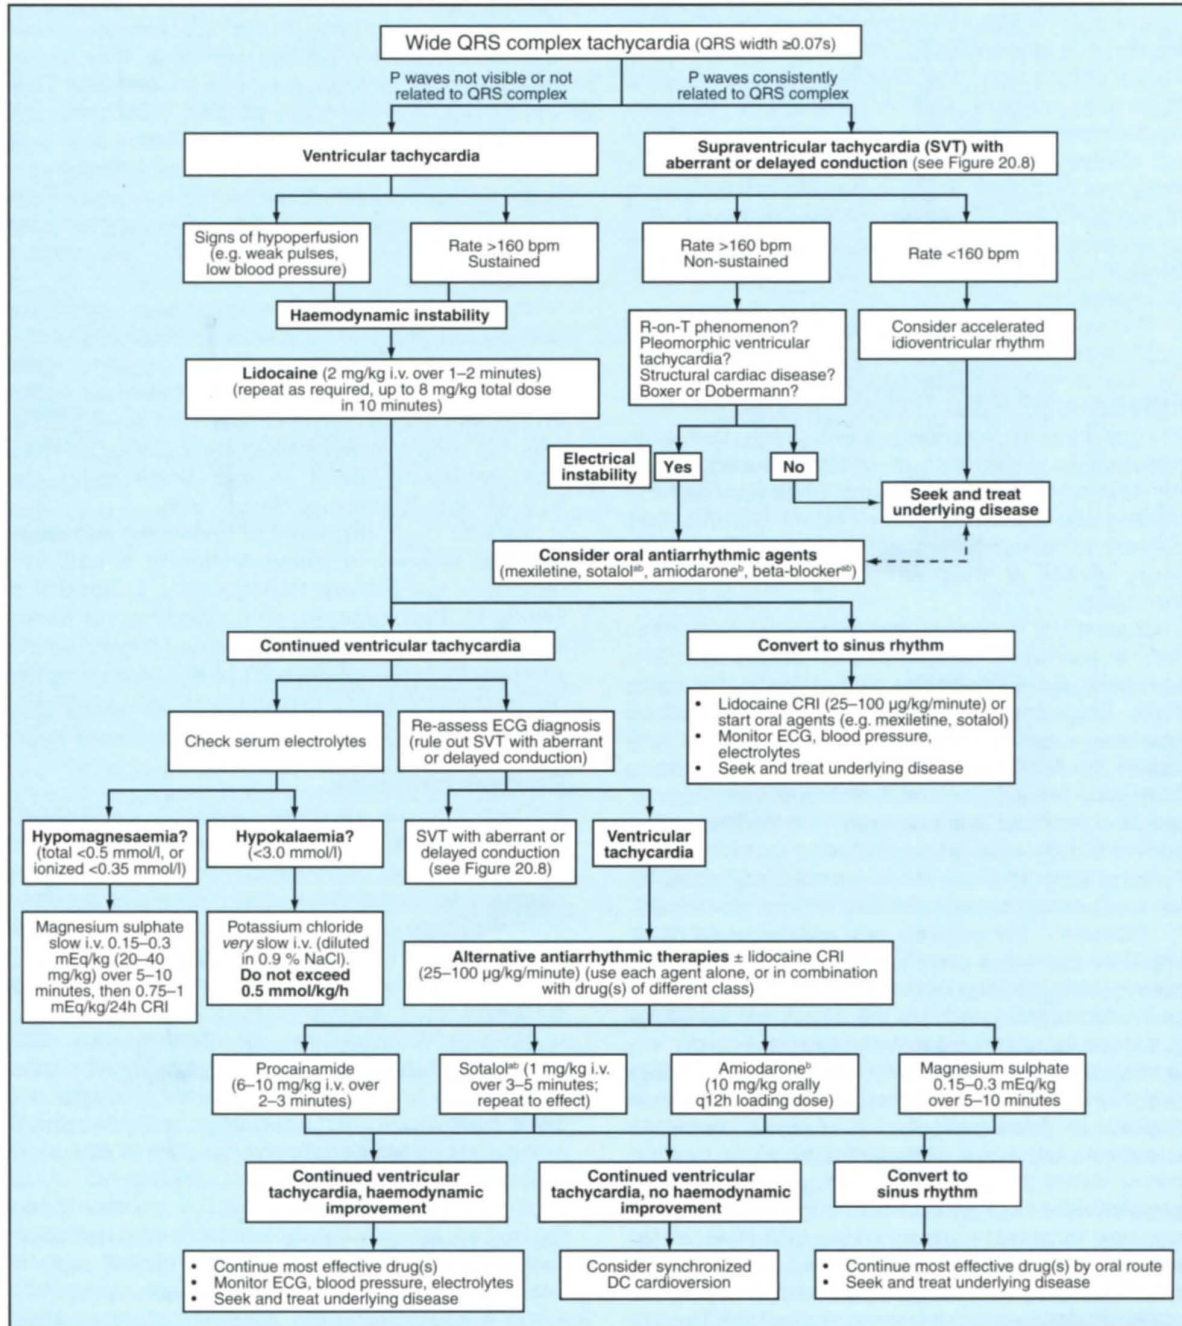 Wide QRS complex tachycardia (QRS width ≥0.07s)
P waves not visible or not
related to QRS complex
P waves consistently
related to QRS complex
Ventricular tachycardia
Supraventricular tachycardia (SVT) with
aberrant or delayed conduction (see Figure 20.8)
Signs of hypoperfusion
(e.g. weak pulses,
low blood pressure)
Rate >160 bpm
Sustained
Rate >160 bpm
Non-sustained
Rate <160 bpm
Haemodynamic instability
R-on-T phenomenon?
Pleomorphic ventricular
tachycardia?
Structural cardiac disease?
Boxer or Dobermann?
Consider accelerated
idioventricular rhythm
Lidocaine (2 mg/kg i.v. over 1–2 minutes)
(repeat as required, up to 8 mg/kg total dose
in 10 minutes)
Electrical
instability
Yes
No
Seek and treat
underlying disease
Consider oral antiarrhythmic agents
(mexiletine, sotalolᵃᵇ, amiodaroneᵇ, beta-blockerᵃᵇ)
Continued ventricular tachycardia
Convert to sinus rhythm
• Lidocaine CRI (25–100 µg/kg/minute) or
start oral agents (e.g. mexiletine, sotalol)
• Monitor ECG, blood pressure,
electrolytes
• Seek and treat underlying disease
Check serum electrolytes
Re-assess ECG diagnosis
(rule out SVT with aberrant
or delayed conduction)
Hypomagnesaemia?
(total <0.5 mmol/l, or
ionized <0.35 mmol/l)
Hypokalaemia?
(<3.0 mmol/l)
SVT with aberrant or
delayed conduction
(see Figure 20.8)
Ventricular
tachycardia
Magnesium sulphate
slow i.v. 0.15–0.3
mEq/kg (20–40
mg/kg) over 5–10
minutes, then 0.75–1
mEq/kg/24h CRI
Potassium chloride
very slow i.v. (diluted
in 0.9 % NaCl).
Do not exceed
0.5 mmol/kg/h
Alternative antiarrhythmic therapies ± lidocaine CRI
(25–100 µg/kg/minute) (use each agent alone, or in combination
with drug(s) of different class)
Procainamide
(6–10 mg/kg i.v. over
2–3 minutes)
Sotalolᵃᵇ (1 mg/kg i.v.
over 3–5 minutes;
repeat to effect)
Amiodaroneᵇ
(10 mg/kg orally
q12h loading dose)
Magnesium sulphate
0.15–0.3 mEq/kg
over 5–10 minutes
Continued ventricular
tachycardia, haemodynamic
improvement
Continued ventricular
tachycardia, no haemodynamic
improvement
Convert to
sinus rhythm
• Continue most effective drug(s)
• Monitor ECG, blood pressure, electrolytes
• Seek and treat underlying disease
Consider synchronized
DC cardioversion
• Continue most effective drug(s) by oral route
• Seek and treat underlying disease